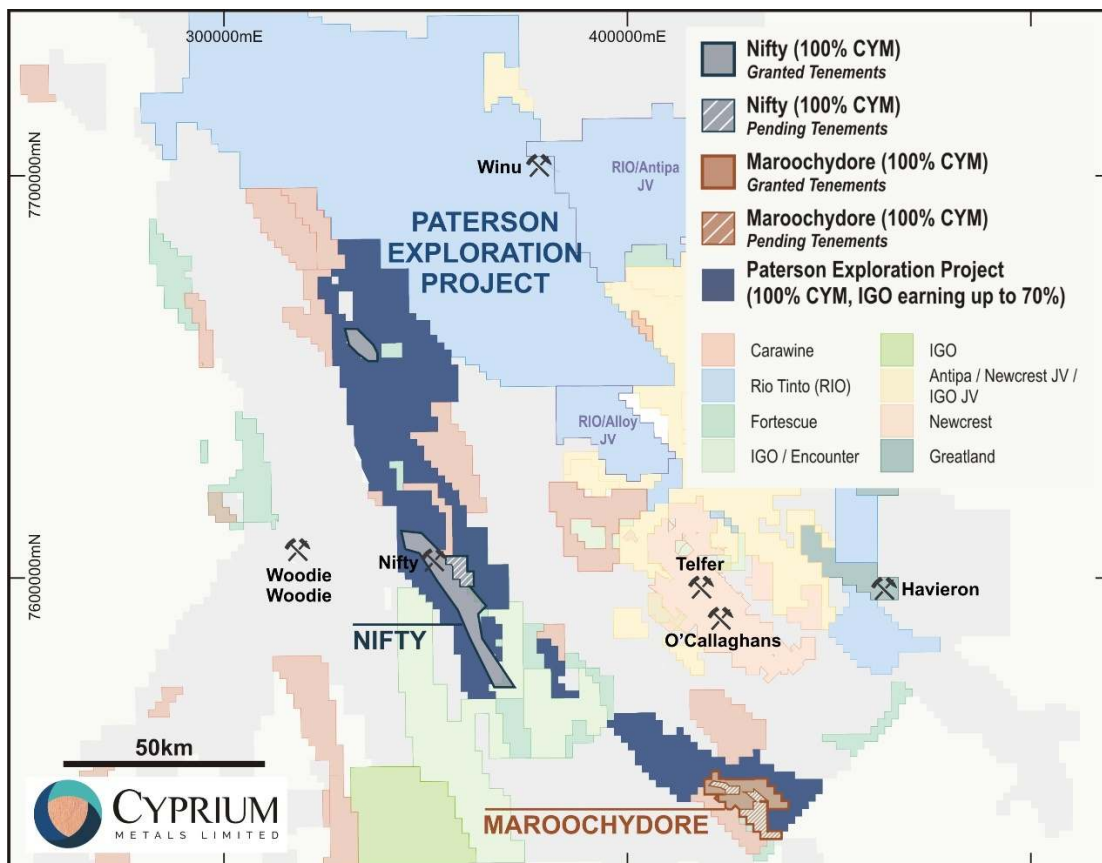 300000mE
400000mE
7700000mN
7600000mN
Nifty (100% CYM)
Granted Tenements
Nifty (100% CYM)
Pending Tenements
Maroochydore (100% CYM)
Granted Tenements
Maroochydore (100% CYM)
Pending Tenements
Paterson Exploration Project
(100% CYM, IGO earning up to 70%)
Carawine
Rio Tinto (RIO)
Fortescue
IGO / Encounter
IGO
Antipa / Newcrest JV /
IGO JV
Newcrest
Greatland
Winu
RIO/Antipa
JV
PATERSON
EXPLORATION
PROJECT
RIO/Alloy
JV
Woodie
Woodie
Nifty
Telfer
O'Callaghans
Havieron
NIFTY
MAROOCHYDORE
50km
CYPRIUM
METALS LIMITED